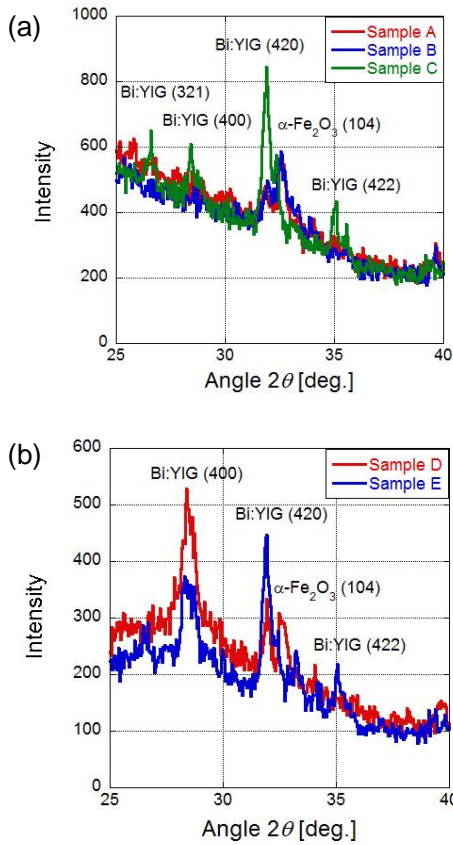 (a)
Sample A
Sample B
Sample C
Bi:YIG (420)
Bi:YIG (321)
Bi:YIG (400)
α-Fe₂O₃ (104)
Bi:YIG (422)
Intensity
1000
800
600
400
200
0
25 30 35 40
Angle 2θ [deg.]
(b)
Sample D
Sample E
Bi:YIG (400)
Bi:YIG (420)
α-Fe₂O₃ (104)
Bi:YIG (422)
Intensity
600
500
400
300
200
100
0
25 30 35 40
Angle 2θ [deg.]